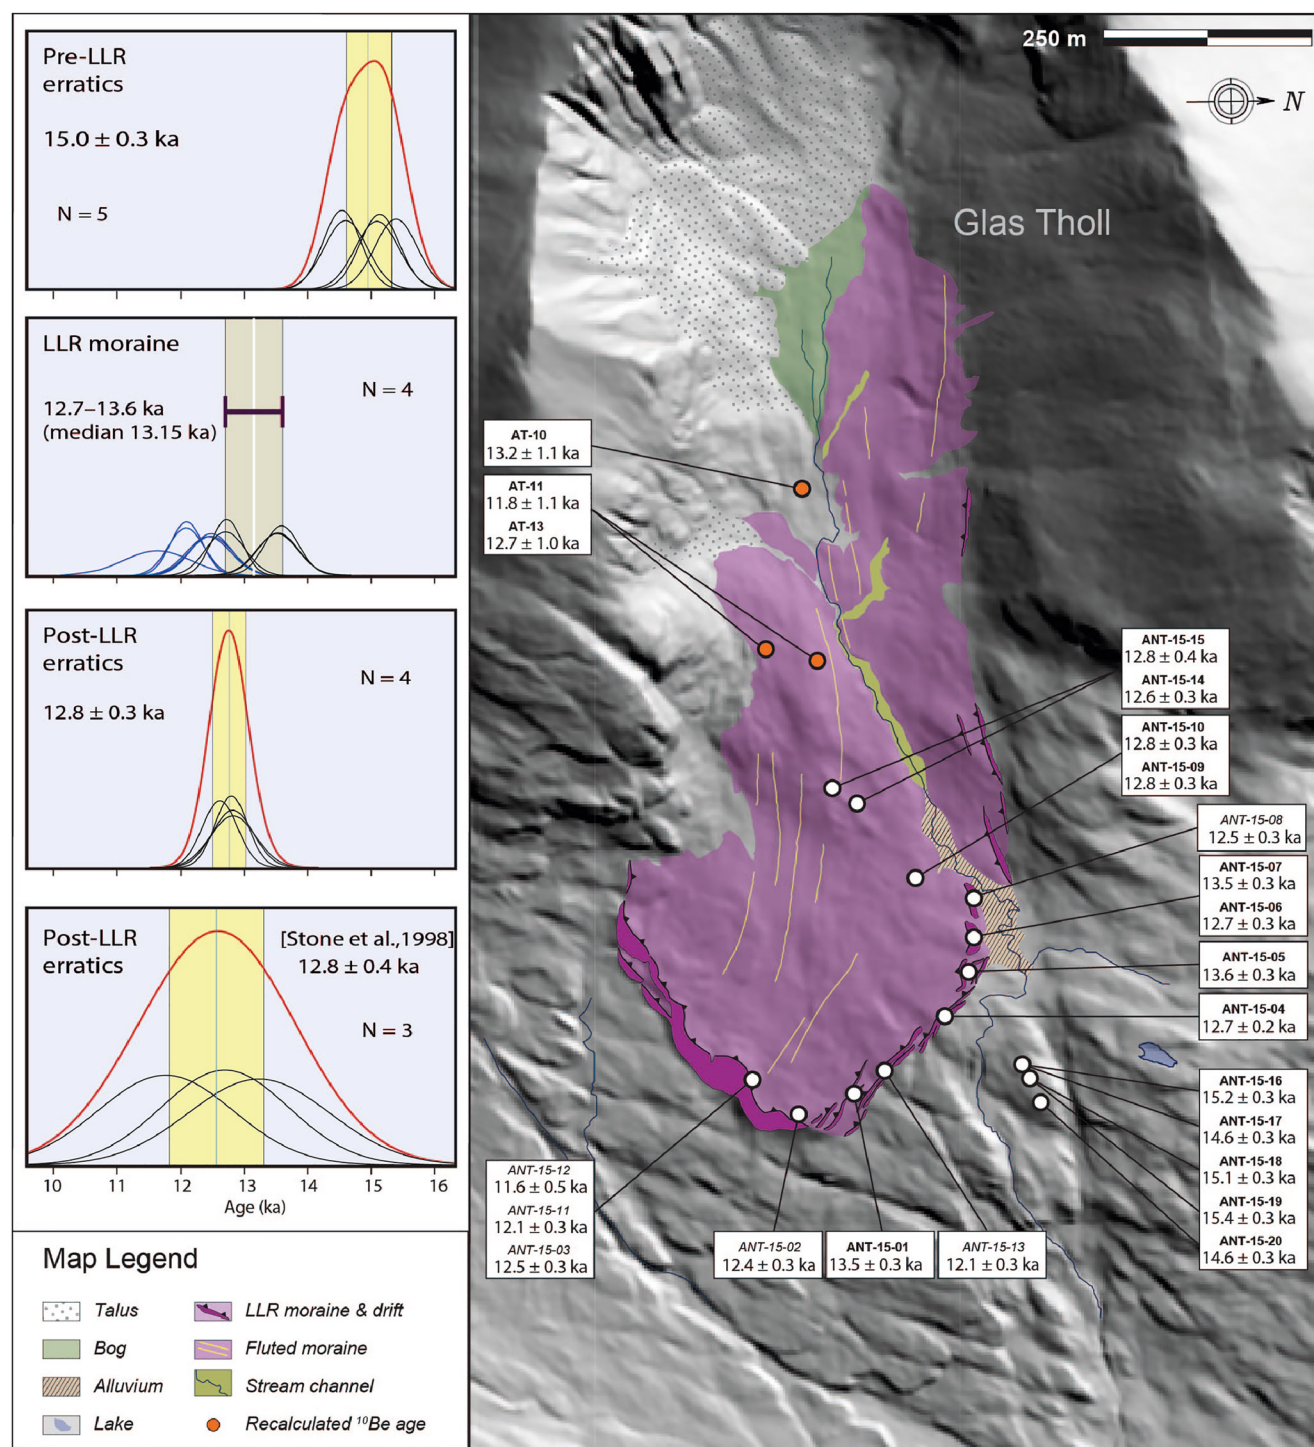 Pre-LLR
erratics
15.0 ± 0.3 ka
N = 5
LLR moraine
N = 4
12.7–13.6 ka
(median 13.15 ka)
Post-LLR
erratics
N = 4
12.8 ± 0.3 ka
Post-LLR
erratics
[Stone et al.,1998]
12.8 ± 0.4 ka
N = 3
10 11 12 13 14 15 16
Age (ka)
Map Legend
Talus
Bog
Alluvium
Lake
LLR moraine & drift
Fluted moraine
Stream channel
Recalculated ¹⁰Be age
250 m
N
Glas Tholl
AT-10
13.2 ± 1.1 ka
AT-11
11.8 ± 1.1 ka
AT-13
12.7 ± 1.0 ka
ANT-15-15
12.8 ± 0.4 ka
ANT-15-14
12.6 ± 0.3 ka
ANT-15-10
12.8 ± 0.3 ka
ANT-15-09
12.8 ± 0.3 ka
ANT-15-08
12.5 ± 0.3 ka
ANT-15-07
13.5 ± 0.3 ka
ANT-15-06
12.7 ± 0.3 ka
ANT-15-05
13.6 ± 0.3 ka
ANT-15-04
12.7 ± 0.2 ka
ANT-15-16
15.2 ± 0.3 ka
ANT-15-17
14.6 ± 0.3 ka
ANT-15-18
15.1 ± 0.3 ka
ANT-15-19
15.4 ± 0.3 ka
ANT-15-20
14.6 ± 0.3 ka
ANT-15-12
11.6 ± 0.5 ka
ANT-15-11
12.1 ± 0.3 ka
ANT-15-03
12.5 ± 0.3 ka
ANT-15-02
12.4 ± 0.3 ka
ANT-15-01
13.5 ± 0.3 ka
ANT-15-13
12.1 ± 0.3 ka